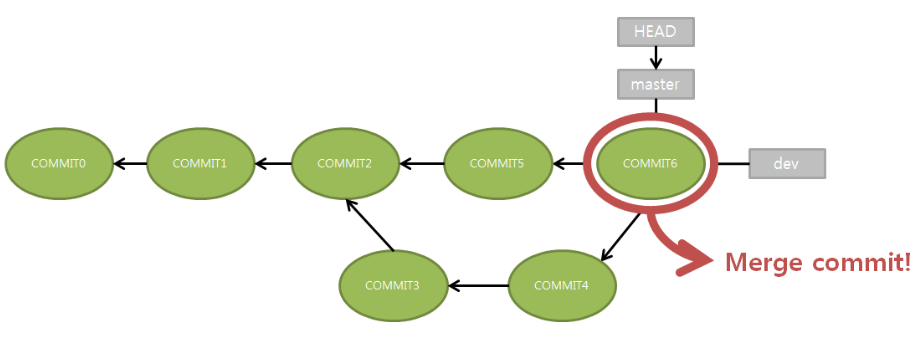 HEAD
master
COMMIT0
COMMIT1
COMMIT2
COMMIT5
COMMIT6
dev
Merge commit!
COMMIT3
COMMIT4